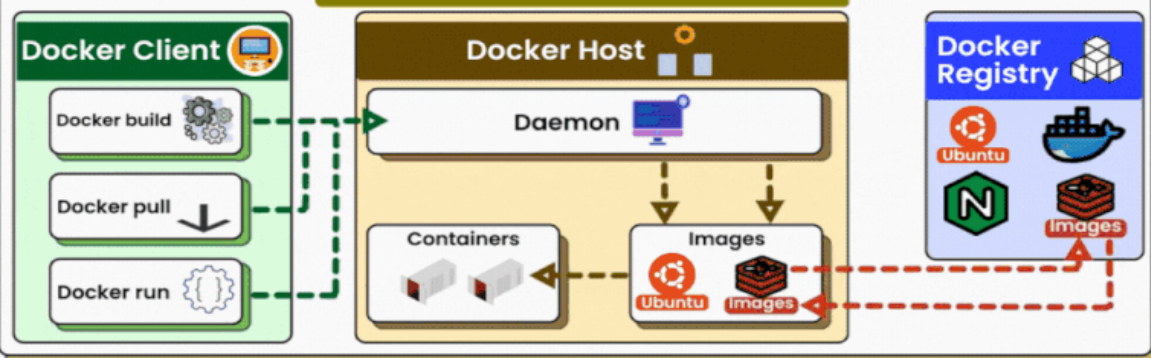 Docker Client
Docker build
Docker pull
Docker run
Docker Host
Daemon
Containers
Images
Ubuntu
Images
Docker
Registry
Ubuntu
N
Images